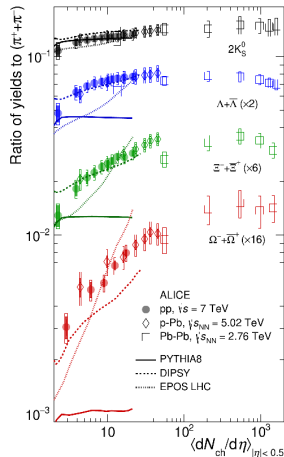 Ratio of yields to (π⁺+π⁻)
10⁻¹
2K⁰S
Λ+Λ̅ (×2)
Ξ⁻+Ξ̅⁺ (×6)
10⁻²
Ω⁻+Ω̅⁺ (×16)
ALICE
pp, √s = 7 TeV
p-Pb, √sNN = 5.02 TeV
Pb-Pb, √sNN = 2.76 TeV
PYTHIA8
DIPSY
EPOS LHC
10⁻³
10 10² 10³
⟨dNch/dη⟩|η|< 0.5